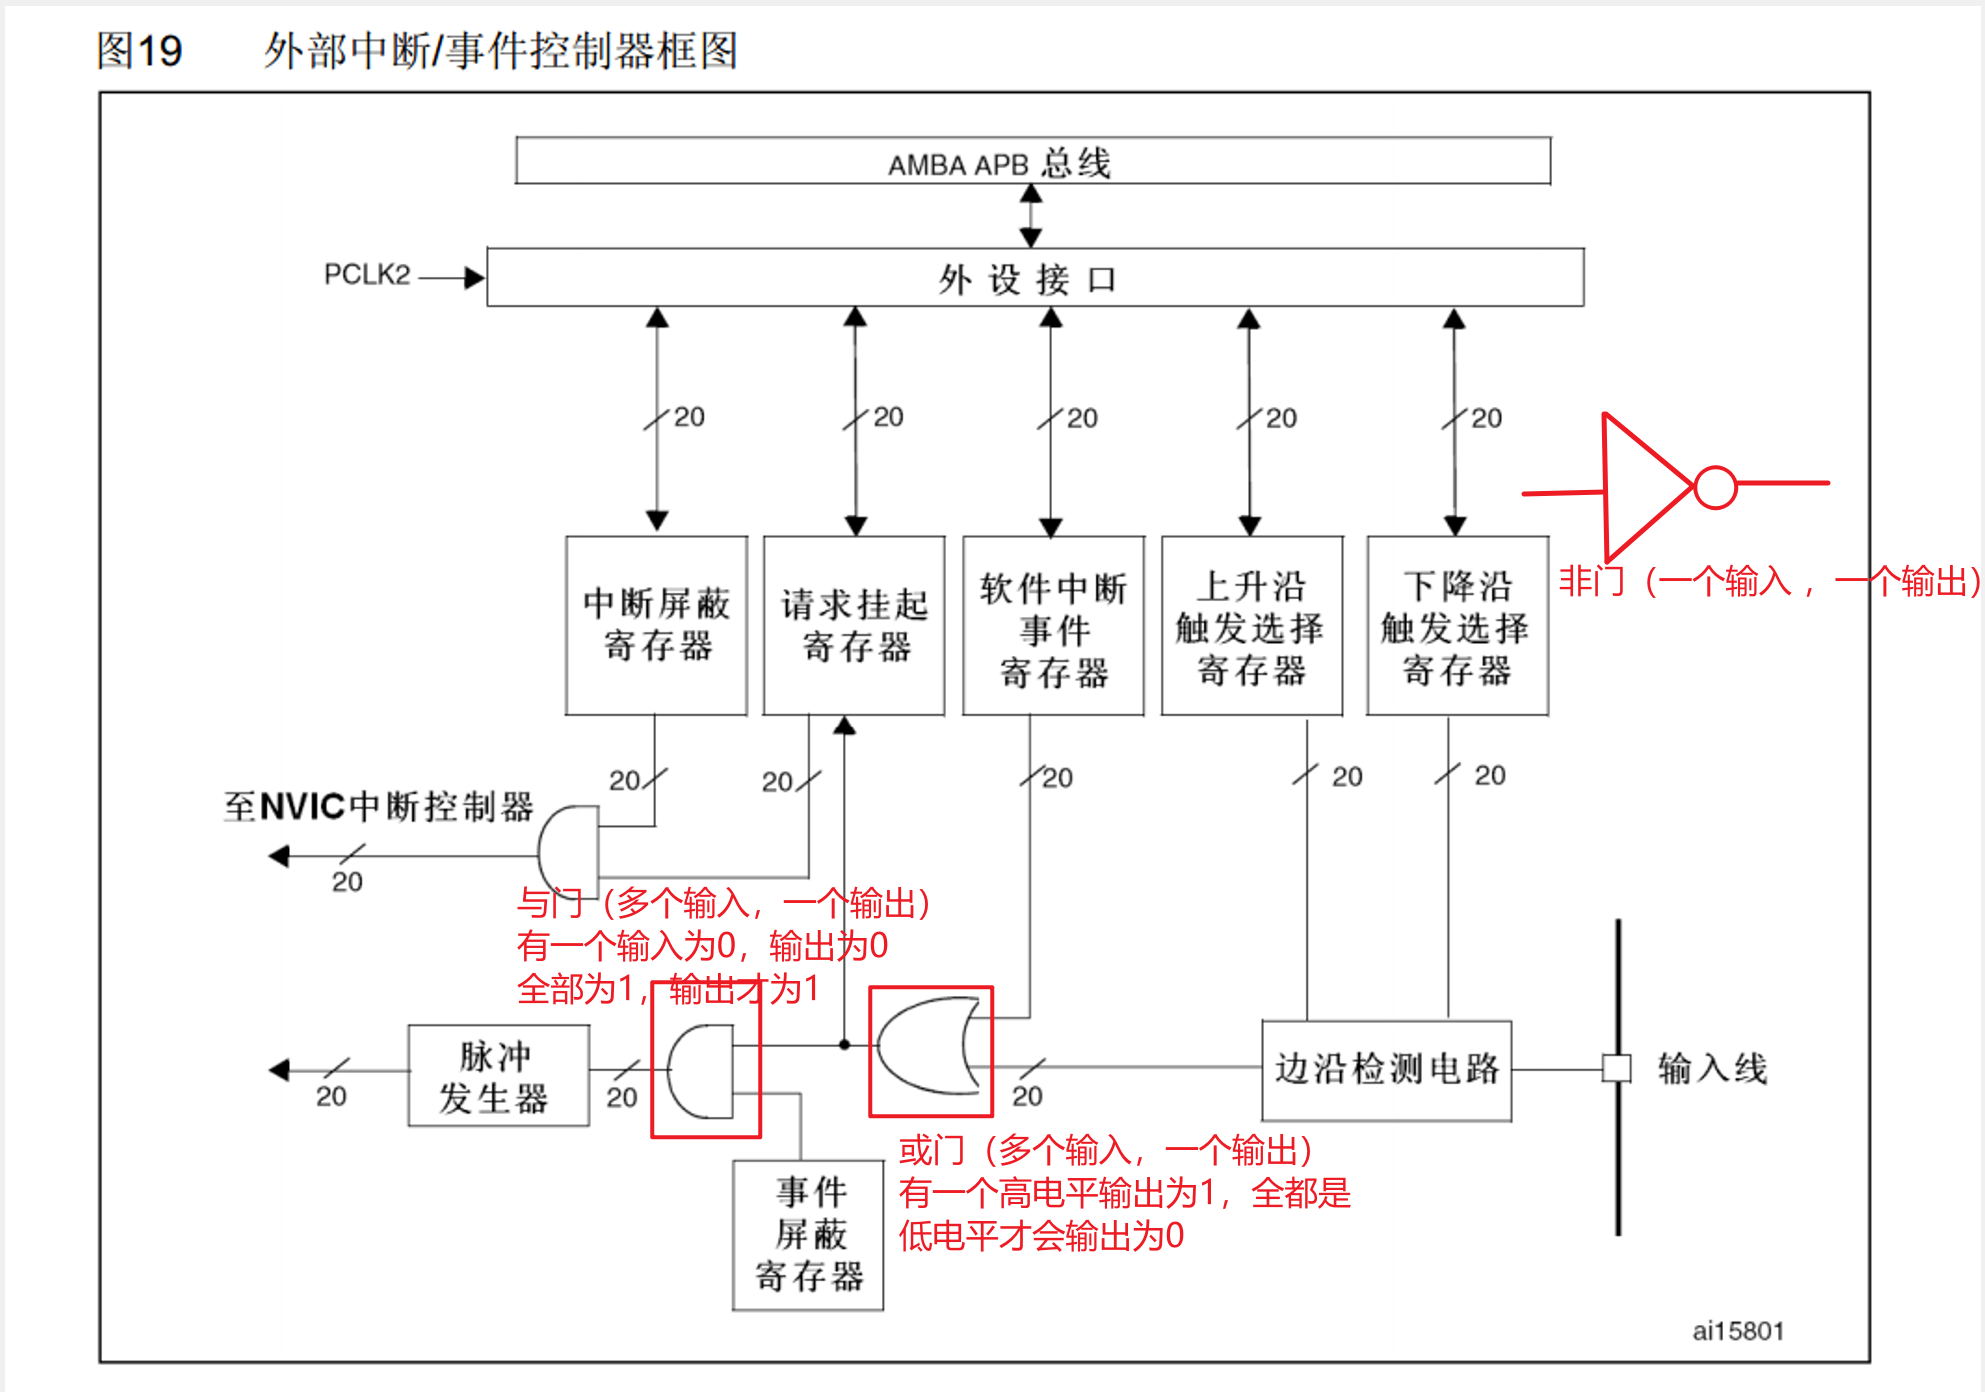 图19 外部中断/事件控制器框图
AMBA APB 总线
PCLK2
外设接口
20
20
20
20
20
中断屏蔽
寄存器
请求挂起
寄存器
软件中断
事件
寄存器
上升沿
触发选择
寄存器
下降沿
触发选择
寄存器
非门（一个输入，一个输出）
20
20
20
20
20
至NVIC中断控制器
20
与门（多个输入，一个输出）
有一个输入为0，输出为0
全部为1，输出才为1
脉冲
发生器
20
20
20
边沿检测电路
输入线
或门（多个输入，一个输出）
有一个高电平输出为1，全都是
低电平才会输出为0
事件
屏蔽
寄存器
ai15801